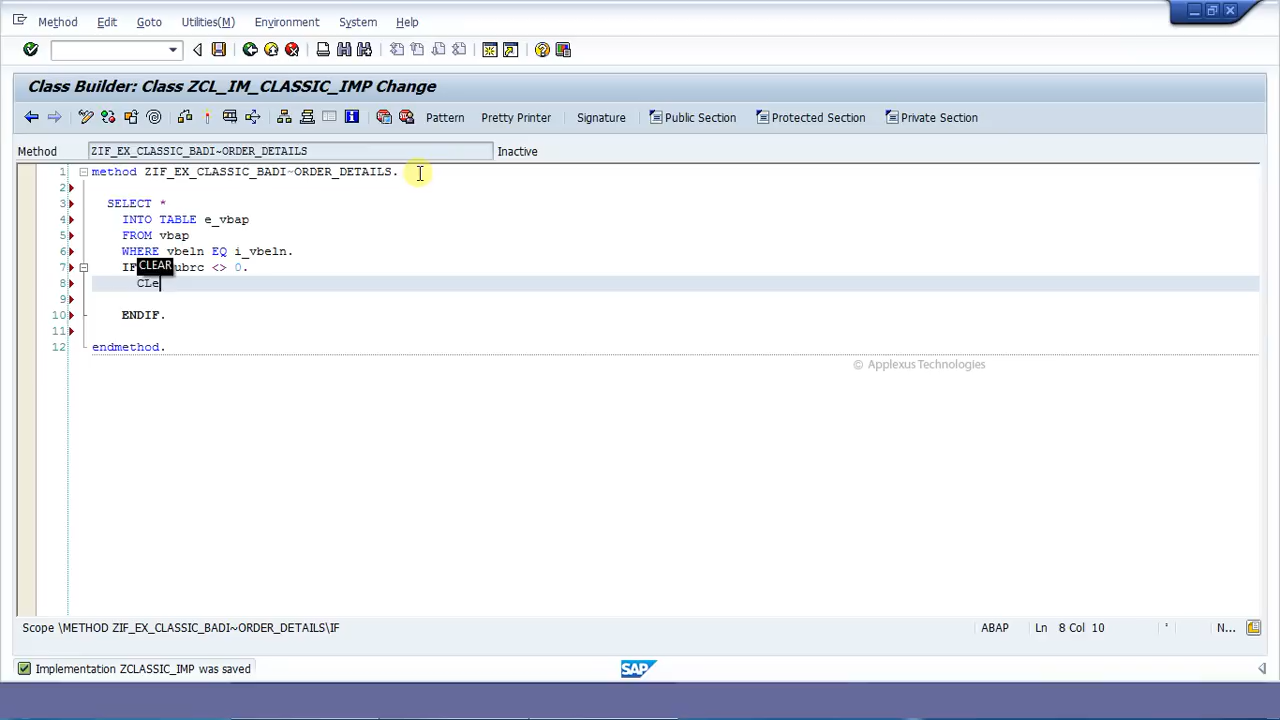 Method Edit Goto Utilities(M) Environment System Help
Class Builder: Class ZCL_IM_CLASSIC_IMP Change
Pattern Pretty Printer Signature Public Section Protected Section Private Section
Method ZIF_EX_CLASSIC_BADI~ORDER_DETAILS Inactive
1 method ZIF_EX_CLASSIC_BADI~ORDER_DETAILS.
2
3 SELECT *
4 INTO TABLE e_vbap
5 FROM vbap
6 WHERE vbeln EQ i_vbeln.
7 IF CLEAR ubrc <> 0.
8 CLe
9
10 ENDIF.
11
12 endmethod.
© Applexus Technologies
Scope \METHOD ZIF_EX_CLASSIC_BADI~ORDER_DETAILS\IF ABAP Ln 8 Col 10 N...
Implementation ZCLASSIC_IMP was saved SAP